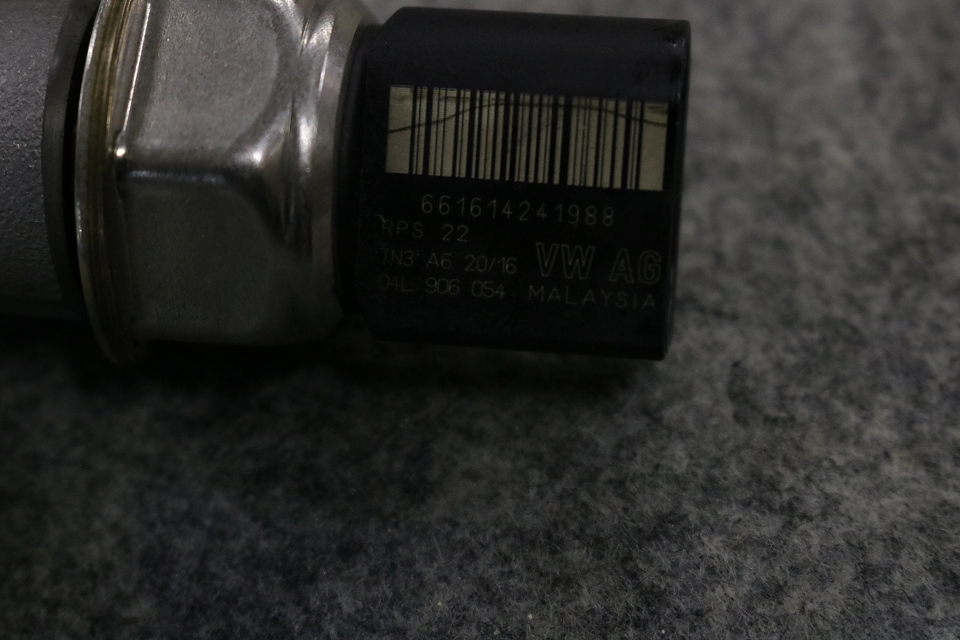 661614241988
RPS 22
TN3 A6 20/16 VW AG
04L 906 054 MALAYSIA